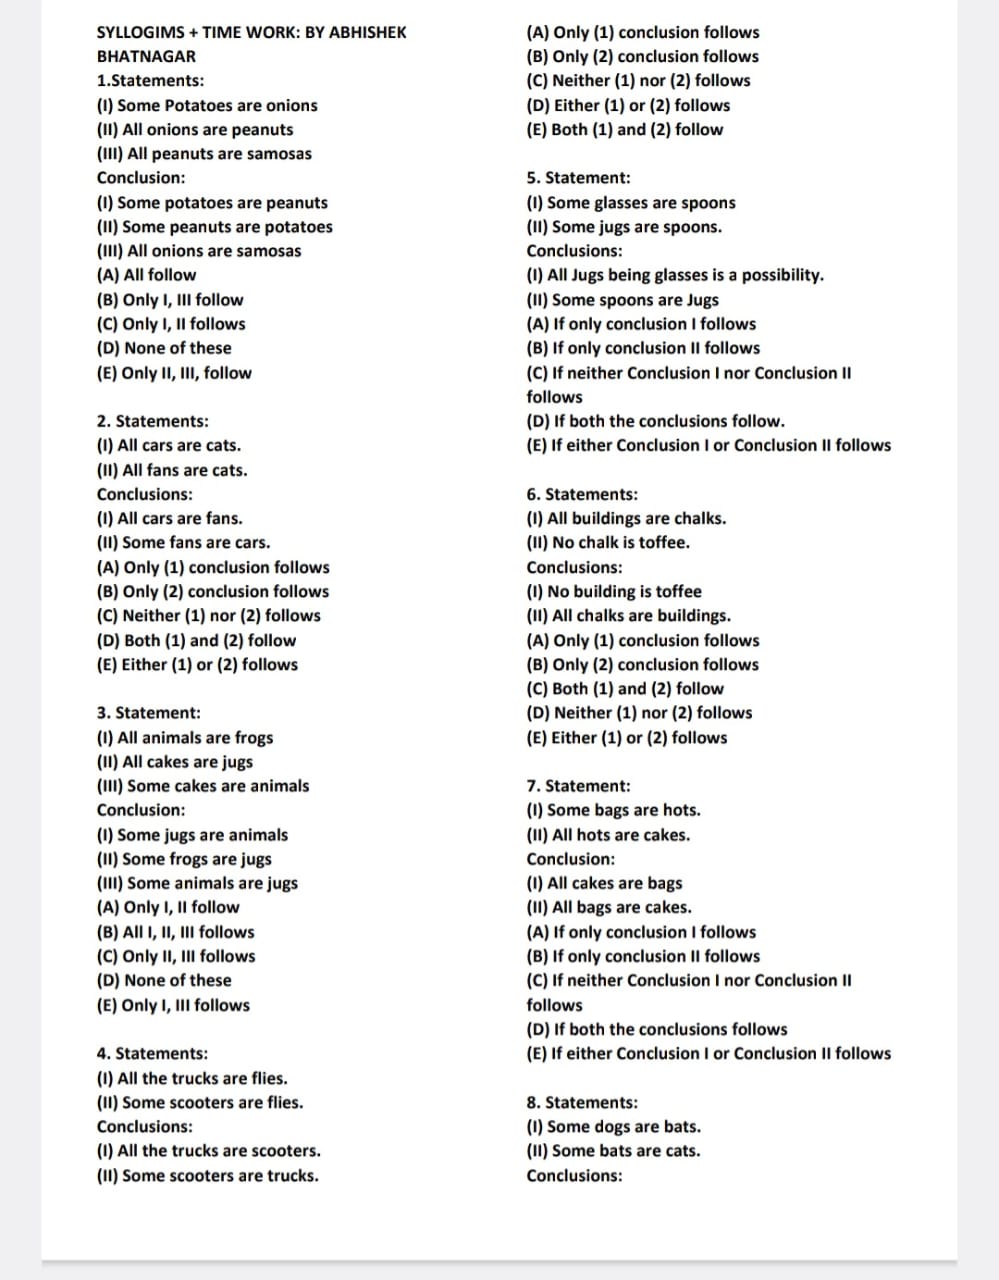 SYLLOGIMS + TIME WORK: BY ABHISHEK
BHATNAGAR
1.Statements:
(I) Some Potatoes are onions
(II) All onions are peanuts
(III) All peanuts are samosas
Conclusion:
(I) Some potatoes are peanuts
(II) Some peanuts are potatoes
(III) All onions are samosas
(A) All follow
(B) Only I, III follow
(C) Only I, II follows
(D) None of these
(E) Only II, III, follow
2. Statements:
(I) All cars are cats.
(II) All fans are cats.
Conclusions:
(I) All cars are fans.
(II) Some fans are cars.
(A) Only (1) conclusion follows
(B) Only (2) conclusion follows
(C) Neither (1) nor (2) follows
(D) Both (1) and (2) follow
(E) Either (1) or (2) follows
3. Statement:
(I) All animals are frogs
(II) All cakes are jugs
(III) Some cakes are animals
Conclusion:
(I) Some jugs are animals
(II) Some frogs are jugs
(III) Some animals are jugs
(A) Only I, II follow
(B) All I, II, III follows
(C) Only II, III follows
(D) None of these
(E) Only I, III follows
4. Statements:
(I) All the trucks are flies.
(II) Some scooters are flies.
Conclusions:
(I) All the trucks are scooters.
(II) Some scooters are trucks.
(A) Only (1) conclusion follows
(B) Only (2) conclusion follows
(C) Neither (1) nor (2) follows
(D) Either (1) or (2) follows
(E) Both (1) and (2) follow
5. Statement:
(I) Some glasses are spoons
(II) Some jugs are spoons.
Conclusions:
(I) All Jugs being glasses is a possibility.
(II) Some spoons are Jugs
(A) If only conclusion I follows
(B) If only conclusion II follows
(C) If neither Conclusion I nor Conclusion II
follows
(D) If both the conclusions follow.
(E) If either Conclusion I or Conclusion II follows
6. Statements:
(I) All buildings are chalks.
(II) No chalk is toffee.
Conclusions:
(I) No building is toffee
(II) All chalks are buildings.
(A) Only (1) conclusion follows
(B) Only (2) conclusion follows
(C) Both (1) and (2) follow
(D) Neither (1) nor (2) follows
(E) Either (1) or (2) follows
7. Statement:
(I) Some bags are hots.
(II) All hots are cakes.
Conclusion:
(I) All cakes are bags
(II) All bags are cakes.
(A) If only conclusion I follows
(B) If only conclusion II follows
(C) If neither Conclusion I nor Conclusion II
follows
(D) If both the conclusions follows
(E) If either Conclusion I or Conclusion II follows
8. Statements:
(I) Some dogs are bats.
(II) Some bats are cats.
Conclusions: